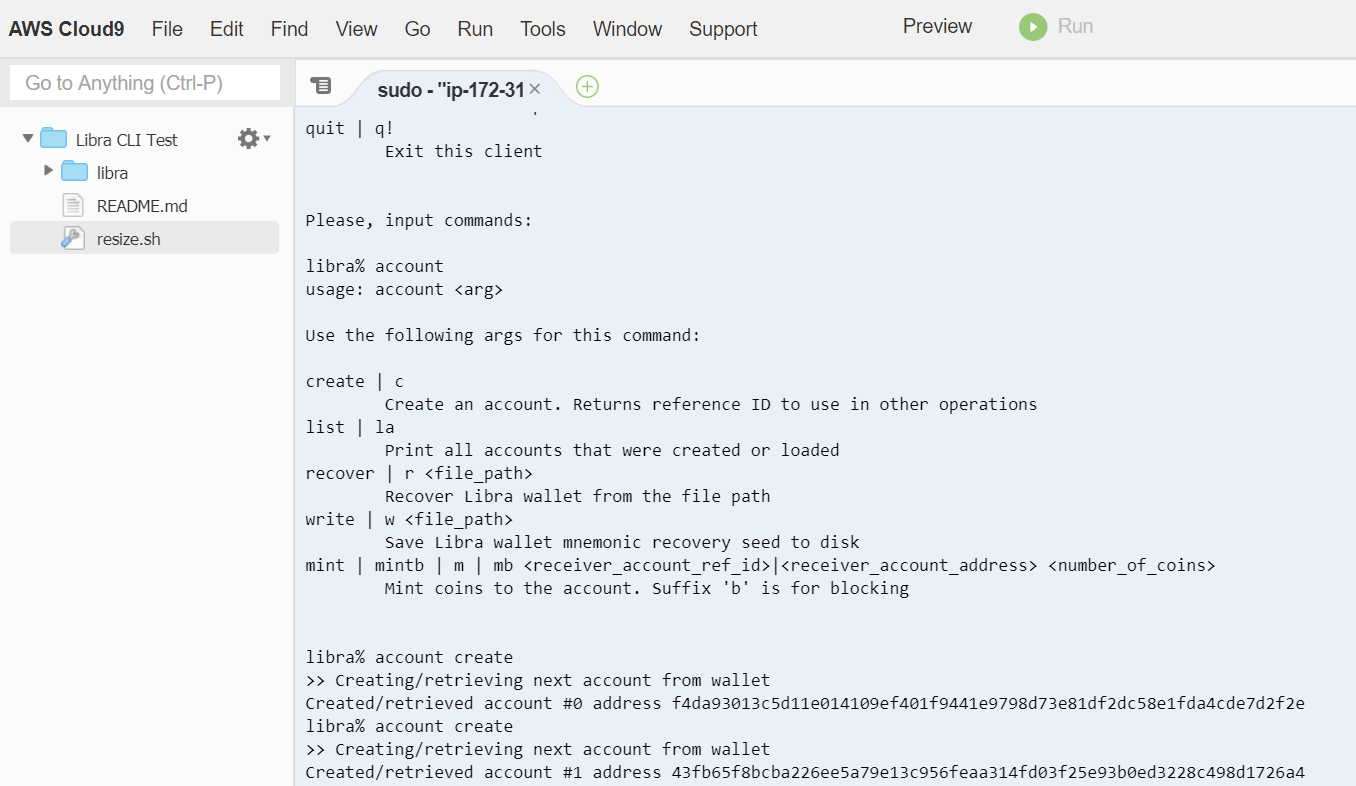 AWS Cloud9 File Edit Find View Go Run Tools Window Support Preview Run
Go to Anything (Ctrl-P)
Libra CLI Test
libra
README.md
resize.sh
sudo - "ip-172-31
quit | q!
Exit this client
Please, input commands:
libra% account
usage: account <arg>
Use the following args for this command:
create | c
Create an account. Returns reference ID to use in other operations
list | la
Print all accounts that were created or loaded
recover | r <file_path>
Recover Libra wallet from the file path
write | w <file_path>
Save Libra wallet mnemonic recovery seed to disk
mint | mintb | m | mb <receiver_account_ref_id>|<receiver_account_address> <number_of_coins>
Mint coins to the account. Suffix 'b' is for blocking
libra% account create
>> Creating/retrieving next account from wallet
Created/retrieved account #0 address f4da93013c5d11e014109ef401f9441e9798d73e81df2dc58e1fda4cde7d2f2e
libra% account create
>> Creating/retrieving next account from wallet
Created/retrieved account #1 address 43fb65f8bcba226ee5a79e13c956feaa314fd03f25e93b0ed3228c498d1726a4